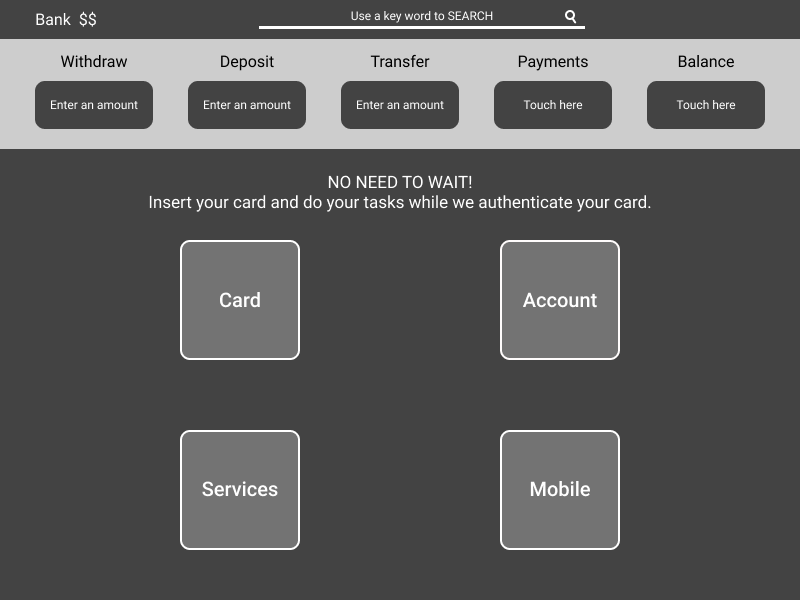 Bank $$
Use a key word to SEARCH
Withdraw Deposit Transfer Payments Balance
Enter an amount Enter an amount Enter an amount Touch here Touch here
NO NEED TO WAIT!
Insert your card and do your tasks while we authenticate your card.
Card Account
Services Mobile